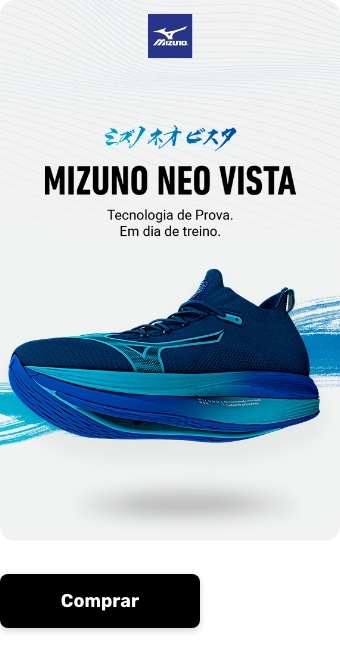 MIZUNO
ミズノ ネオ ビスタ
MIZUNO NEO VISTA
Tecnologia de Prova.
Em dia de treino.
Comprar